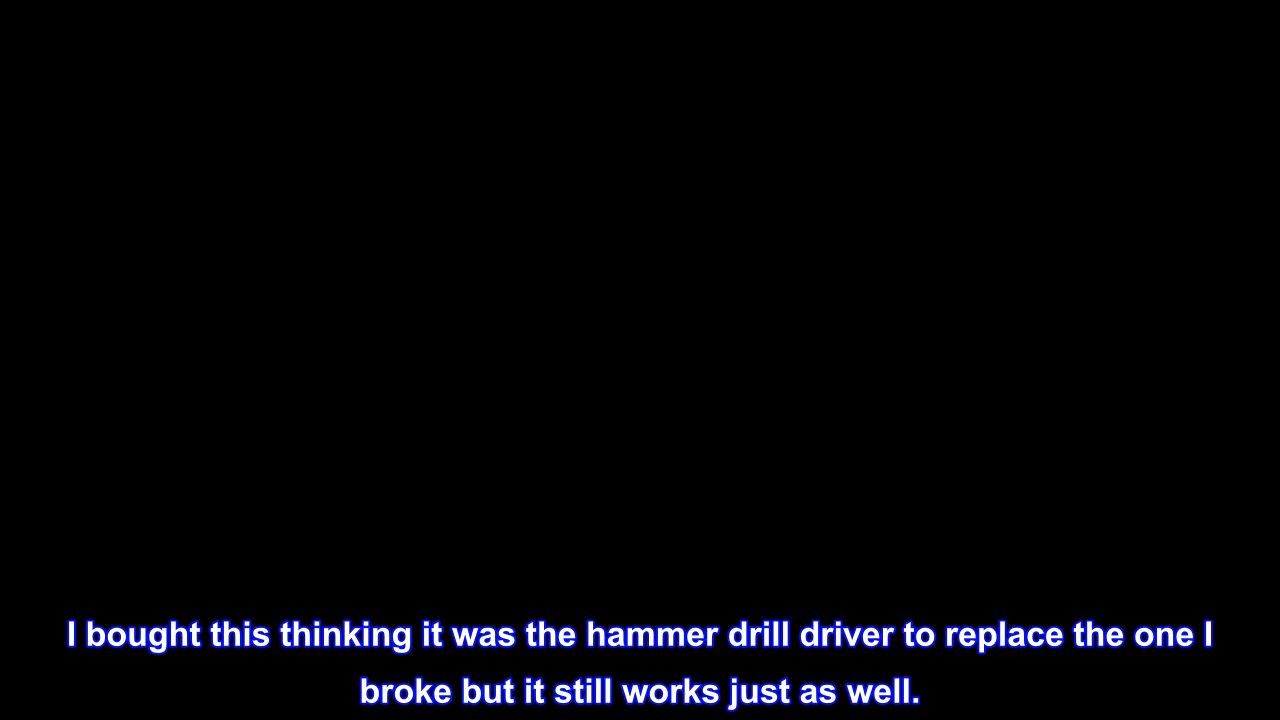 I bought this thinking it was the hammer drill driver to replace the one I
broke but it still works just as well.